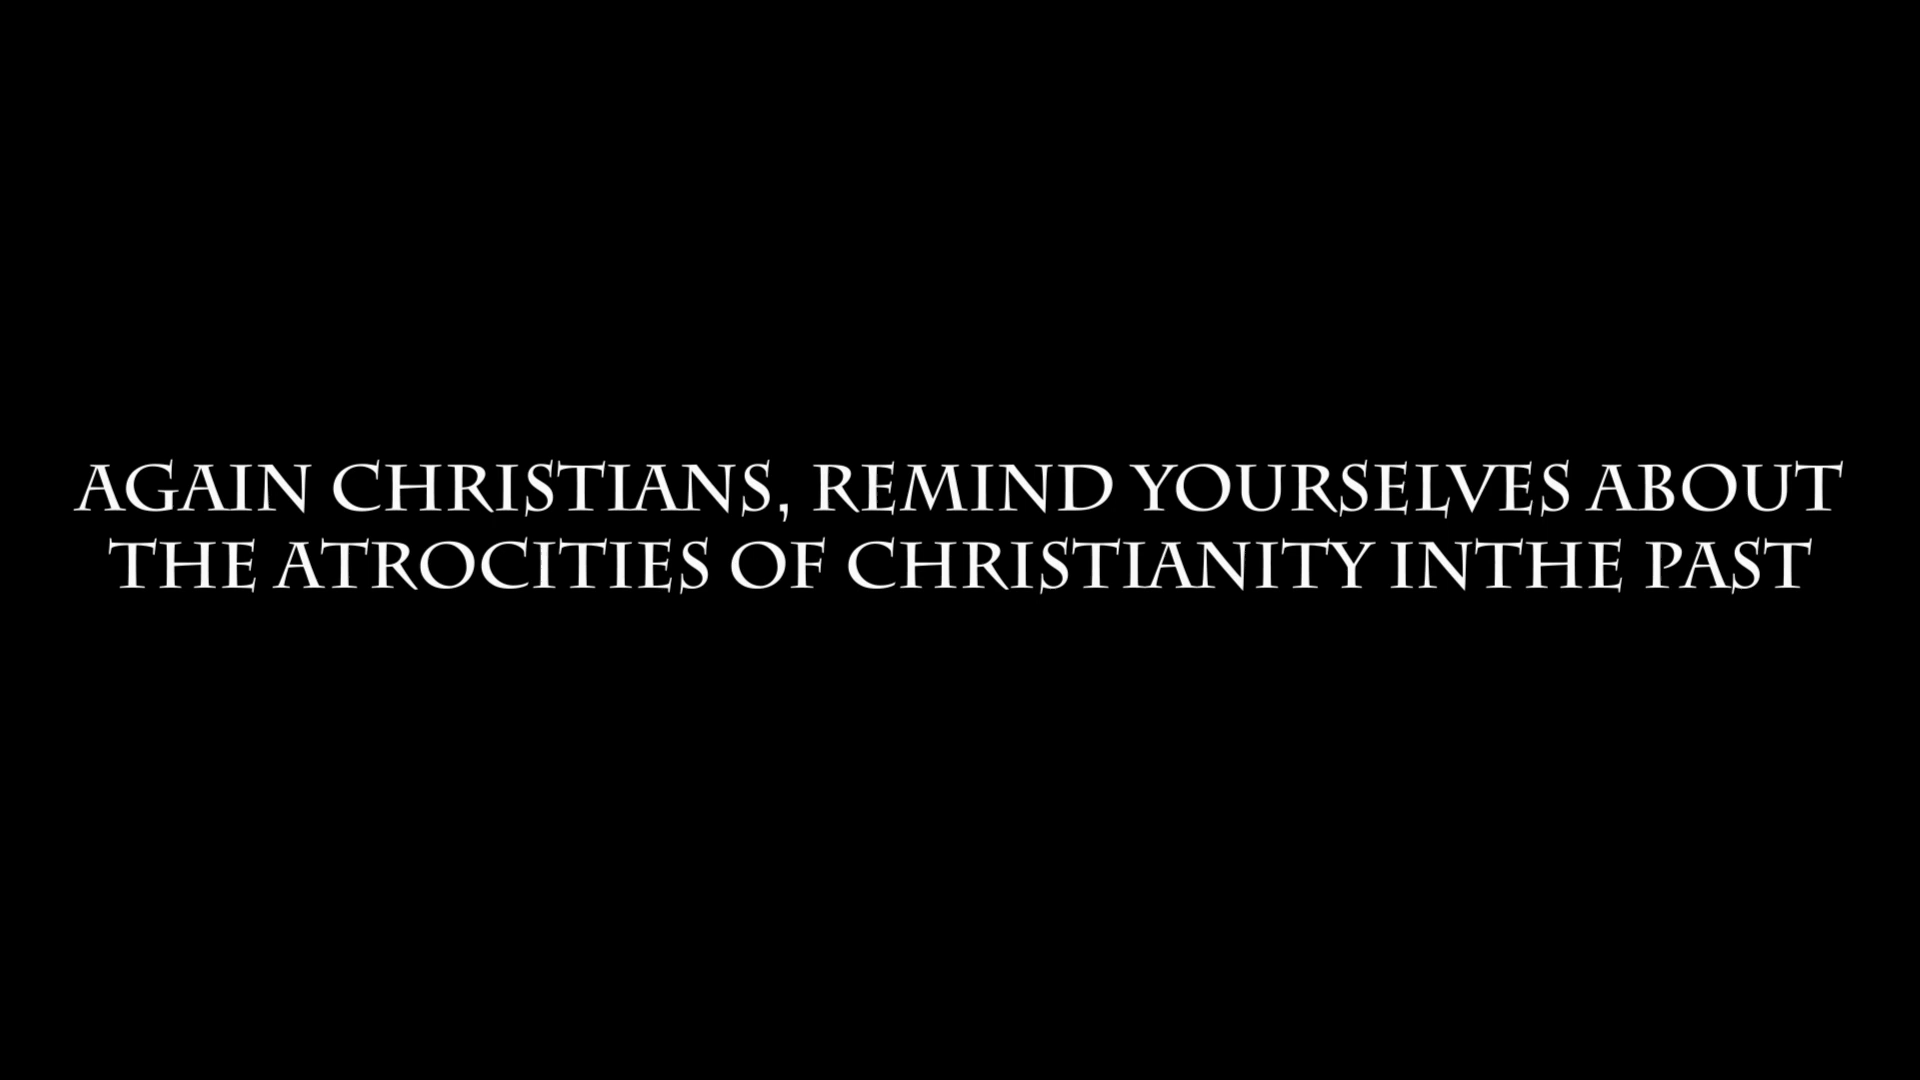 AGAIN CHRISTIANS, REMIND YOURSELVES ABOUT
THE ATROCITIES OF CHRISTIANITY INTHE PAST